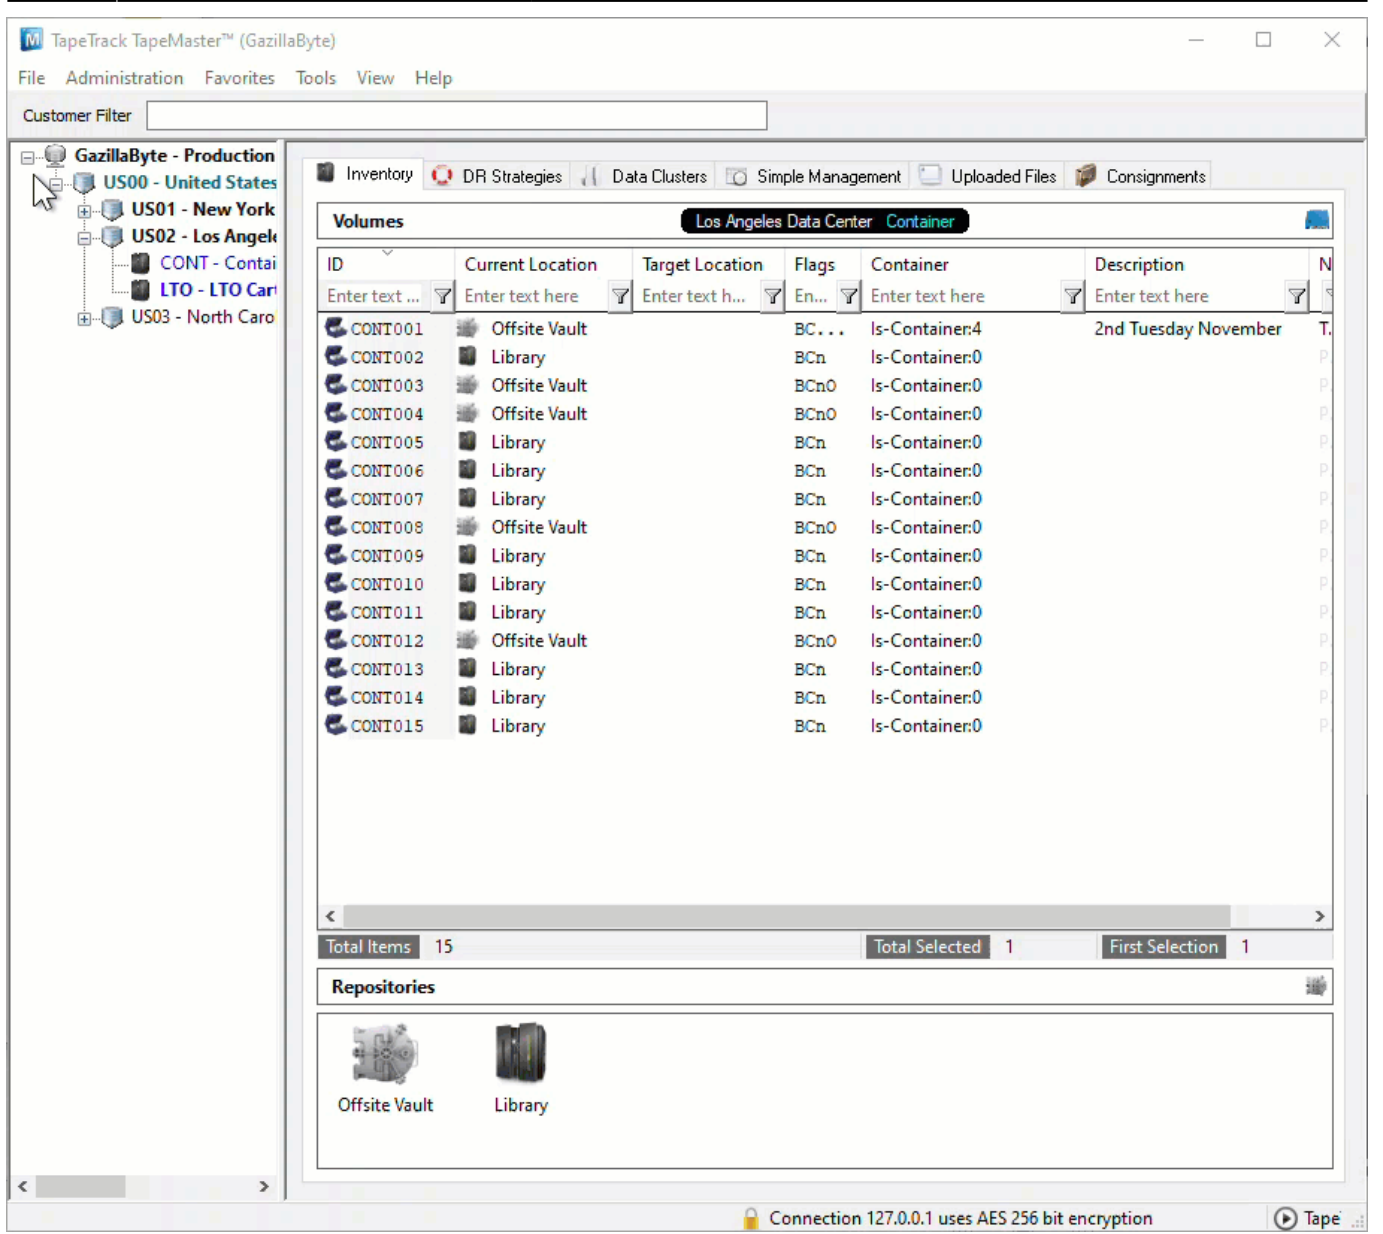 TapeTrack TapeMaster™ (GazillaByte)
File Administration Favorites Tools View Help
Customer Filter
GazillaByte - Production
US00 - United States
US01 - New York
US02 - Los Angele
CONT - Contai
LTO - LTO Cart
US03 - North Caro
Inventory DR Strategies Data Clusters Simple Management Uploaded Files Consignments
Volumes Los Angeles Data Center Container
ID Current Location Target Location Flags Container Description N
Enter text ... Enter text here Enter text h... En... Enter text here Enter text here
CONT001 Offsite Vault BC... Is-Container:4 2nd Tuesday November T.
CONT002 Library BCn Is-Container:0 P.
CONT003 Offsite Vault BCnO Is-Container:0 P.
CONT004 Offsite Vault BCnO Is-Container:0 P.
CONT005 Library BCn Is-Container:0 P.
CONT006 Library BCn Is-Container:0 P.
CONT007 Library BCn Is-Container:0 P.
CONT008 Offsite Vault BCnO Is-Container:0 P.
CONT009 Library BCn Is-Container:0 P.
CONT010 Library BCn Is-Container:0 P.
CONT011 Library BCn Is-Container:0 P.
CONT012 Offsite Vault BCnO Is-Container:0 P.
CONT013 Library BCn Is-Container:0 P.
CONT014 Library BCn Is-Container:0 P.
CONT015 Library BCn Is-Container:0 P.
Total Items 15 Total Selected 1 First Selection 1
Repositories
Offsite Vault Library
Connection 127.0.0.1 uses AES 256 bit encryption Tape